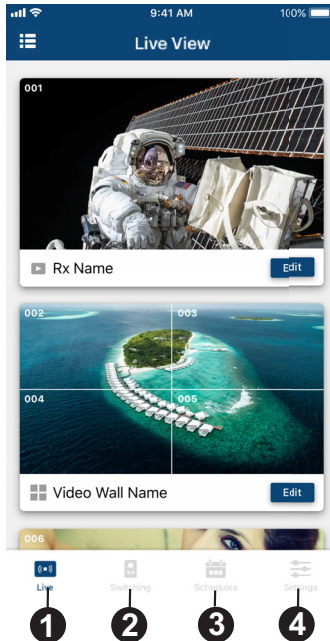 9:41 AM 100%
Live View
001
Rx Name Edit
002 003
004 005
Video Wall Name Edit
006
Live Switching Schedules Settings
1 2 3 4